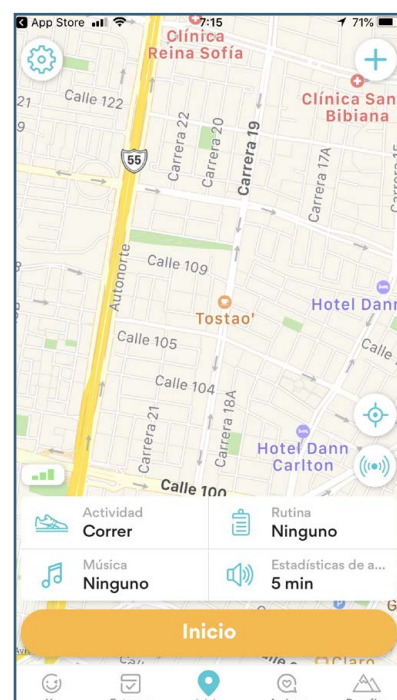 App Store
7:15
71%
Clínica
Reina Sofía
Calle 122
Clínica San
Bibiana
55
Carrera 22
Carrera 20
Carrera 19
Carrera 17A
Autonorte
Calle 109
Tostao'
Hotel Dann
Calle 105
Calle
Calle 104
Carrera 21
Carrera 18A
Hotel Dann
Carlton
Calle 100
Actividad
Correr
Rutina
Ninguno
Música
Ninguno
Estadísticas de a...
5 min
Inicio
Claro